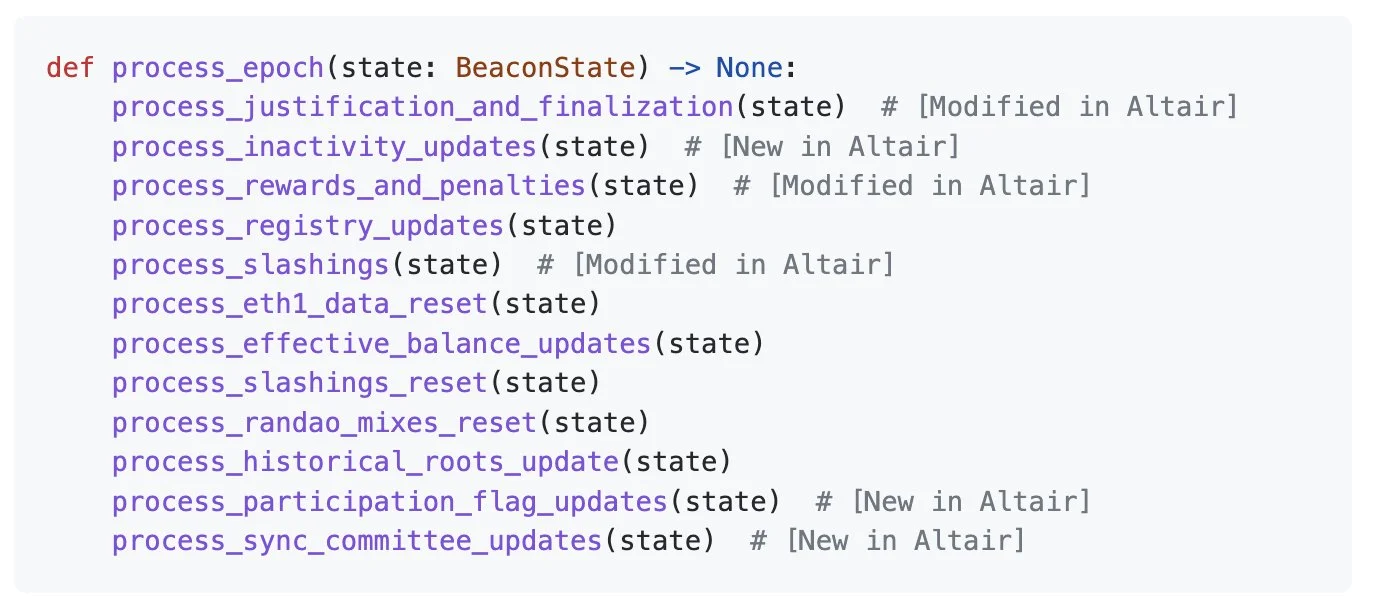 def process_epoch(state: BeaconState) -> None:
    process_justification_and_finalization(state)  # [Modified in Altair]
    process_inactivity_updates(state)  # [New in Altair]
    process_rewards_and_penalties(state)  # [Modified in Altair]
    process_registry_updates(state)
    process_slashings(state)  # [Modified in Altair]
    process_eth1_data_reset(state)
    process_effective_balance_updates(state)
    process_slashings_reset(state)
    process_randao_mixes_reset(state)
    process_historical_roots_update(state)
    process_participation_flag_updates(state)  # [New in Altair]
    process_sync_committee_updates(state)  # [New in Altair]